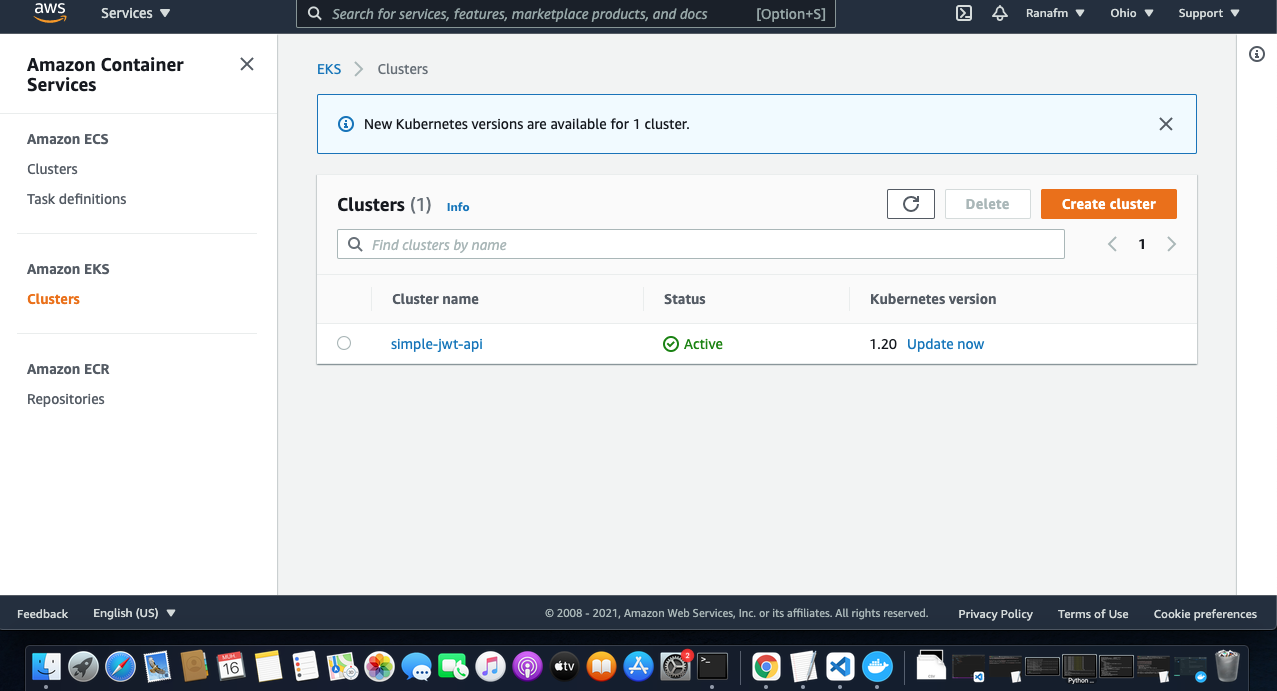 aws
Services
Search for services, features, marketplace products, and docs [Option+S]
Ranafm
Ohio
Support
Amazon Container
Services
Amazon ECS
Clusters
Task definitions
Amazon EKS
Clusters
Amazon ECR
Repositories
EKS
Clusters
New Kubernetes versions are available for 1 cluster.
Clusters (1) Info
Delete
Create cluster
Find clusters by name
1
Cluster name
Status
Kubernetes version
simple-jwt-api
Active
1.20 Update now
Feedback
English (US)
© 2008 - 2021, Amazon Web Services, Inc. or its affiliates. All rights reserved.
Privacy Policy
Terms of Use
Cookie preferences
16
tv
2
Python ...